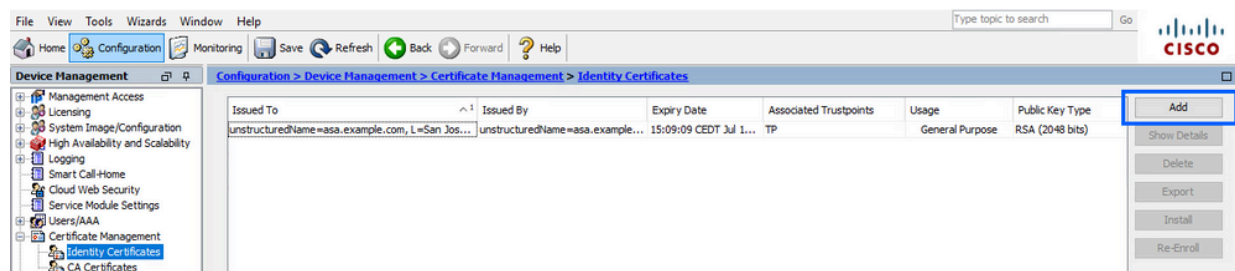 File View Tools Wizards Window Help
Type topic to search Go
Home Configuration Monitoring Save Refresh Back Forward Help
CISCO
Device Management
Configuration > Device Management > Certificate Management > Identity Certificates
Management Access
Licensing
System Image/Configuration
High Availability and Scalability
Logging
Smart Call-Home
Cloud Web Security
Service Module Settings
Users/AAA
Certificate Management
Identity Certificates
CA Certificates
Issued To 1 Issued By Expiry Date Associated Trustpoints Usage Public Key Type
unstructuredName=asa.example.com, L=San Jos... unstructuredName=asa.example... 15:09:09 CEDT Jul 1... TP General Purpose RSA (2048 bits)
Add
Show Details
Delete
Export
Install
Re-Enroll